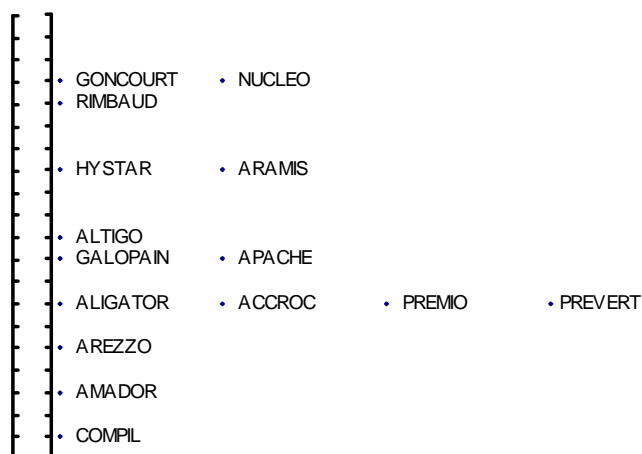 GONCOURT NUCLEO
RIMBAUD
HYSTAR ARAMIS
ALTIGO
GALOPAIN APACHE
ALIGATOR ACCROC PREMIO PREVERT
AREZZO
AMADOR
COMPIL